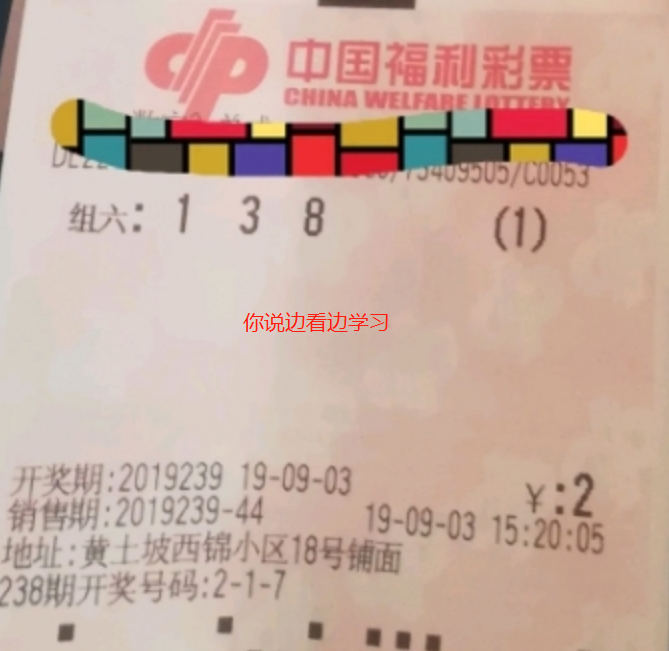 中国福利彩票
CHINA WELFARE LOTTERY
/C0053
组六: 1 3 8 (1)
你说边看边学习
开奖期:2019239 19-09-03
¥:2
销售期:2019239-44 19-09-03 15:20:05
地址:黄土坡西锦小区18号铺面
238期开奖号码:2-1-7